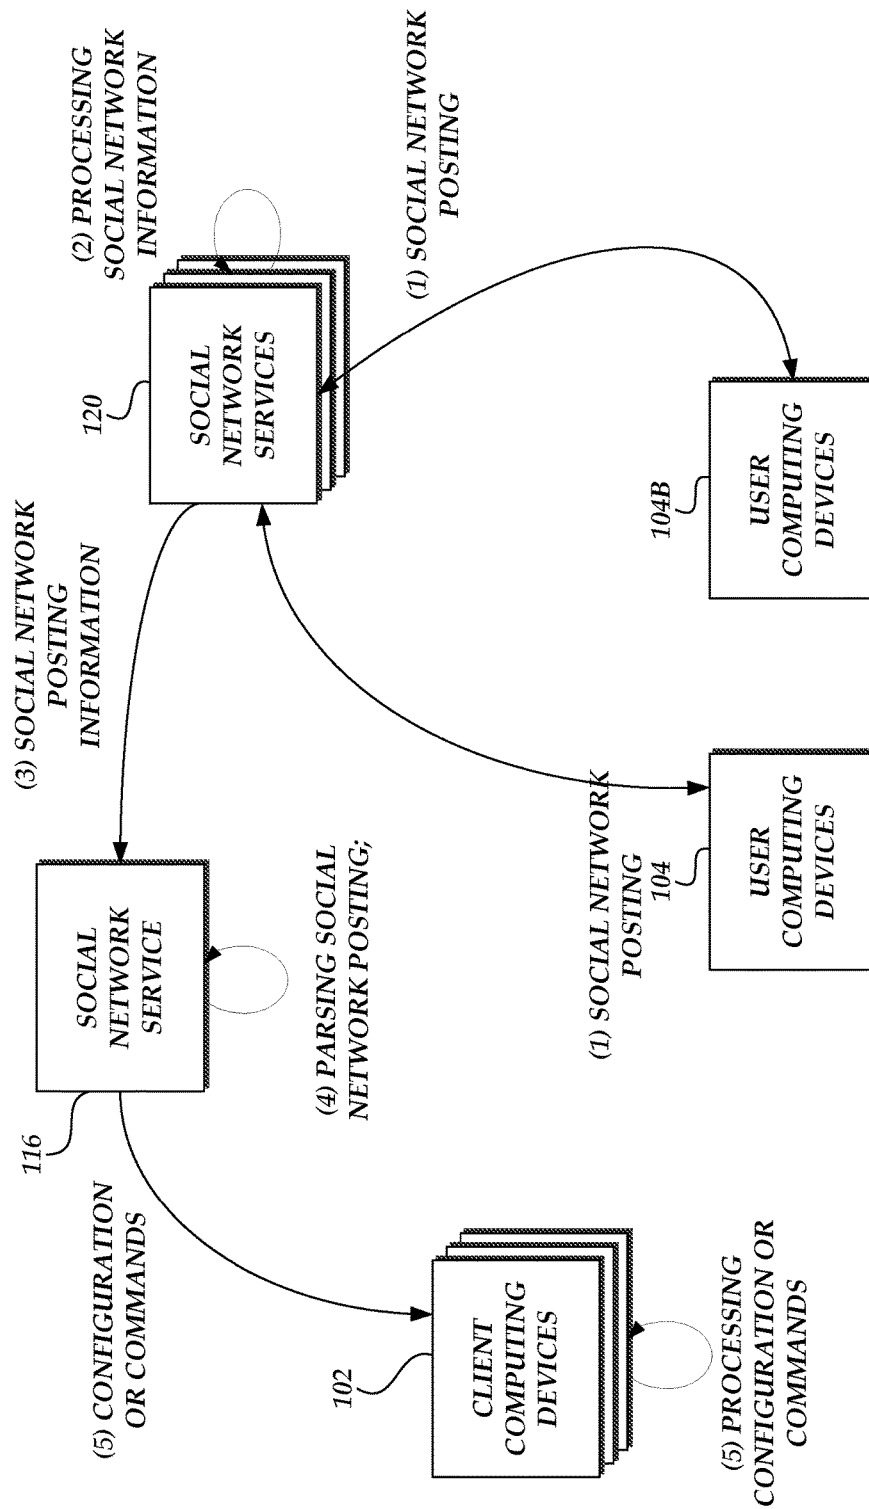 (5) CONFIGURATION
OR COMMANDS
116
SOCIAL
NETWORK
SERVICE
(3) SOCIAL NETWORK
POSTING
INFORMATION
120
SOCIAL
NETWORK
SERVICES
(2) PROCESSING
SOCIAL NETWORK
INFORMATION
(4) PARSING SOCIAL
NETWORK POSTING;
(1) SOCIAL NETWORK
POSTING
102
CLIENT
COMPUTING
DEVICES
(5) PROCESSING
CONFIGURATION OR
COMMANDS
(1) SOCIAL NETWORK
POSTING
104
USER
COMPUTING
DEVICES
104B
USER
COMPUTING
DEVICES